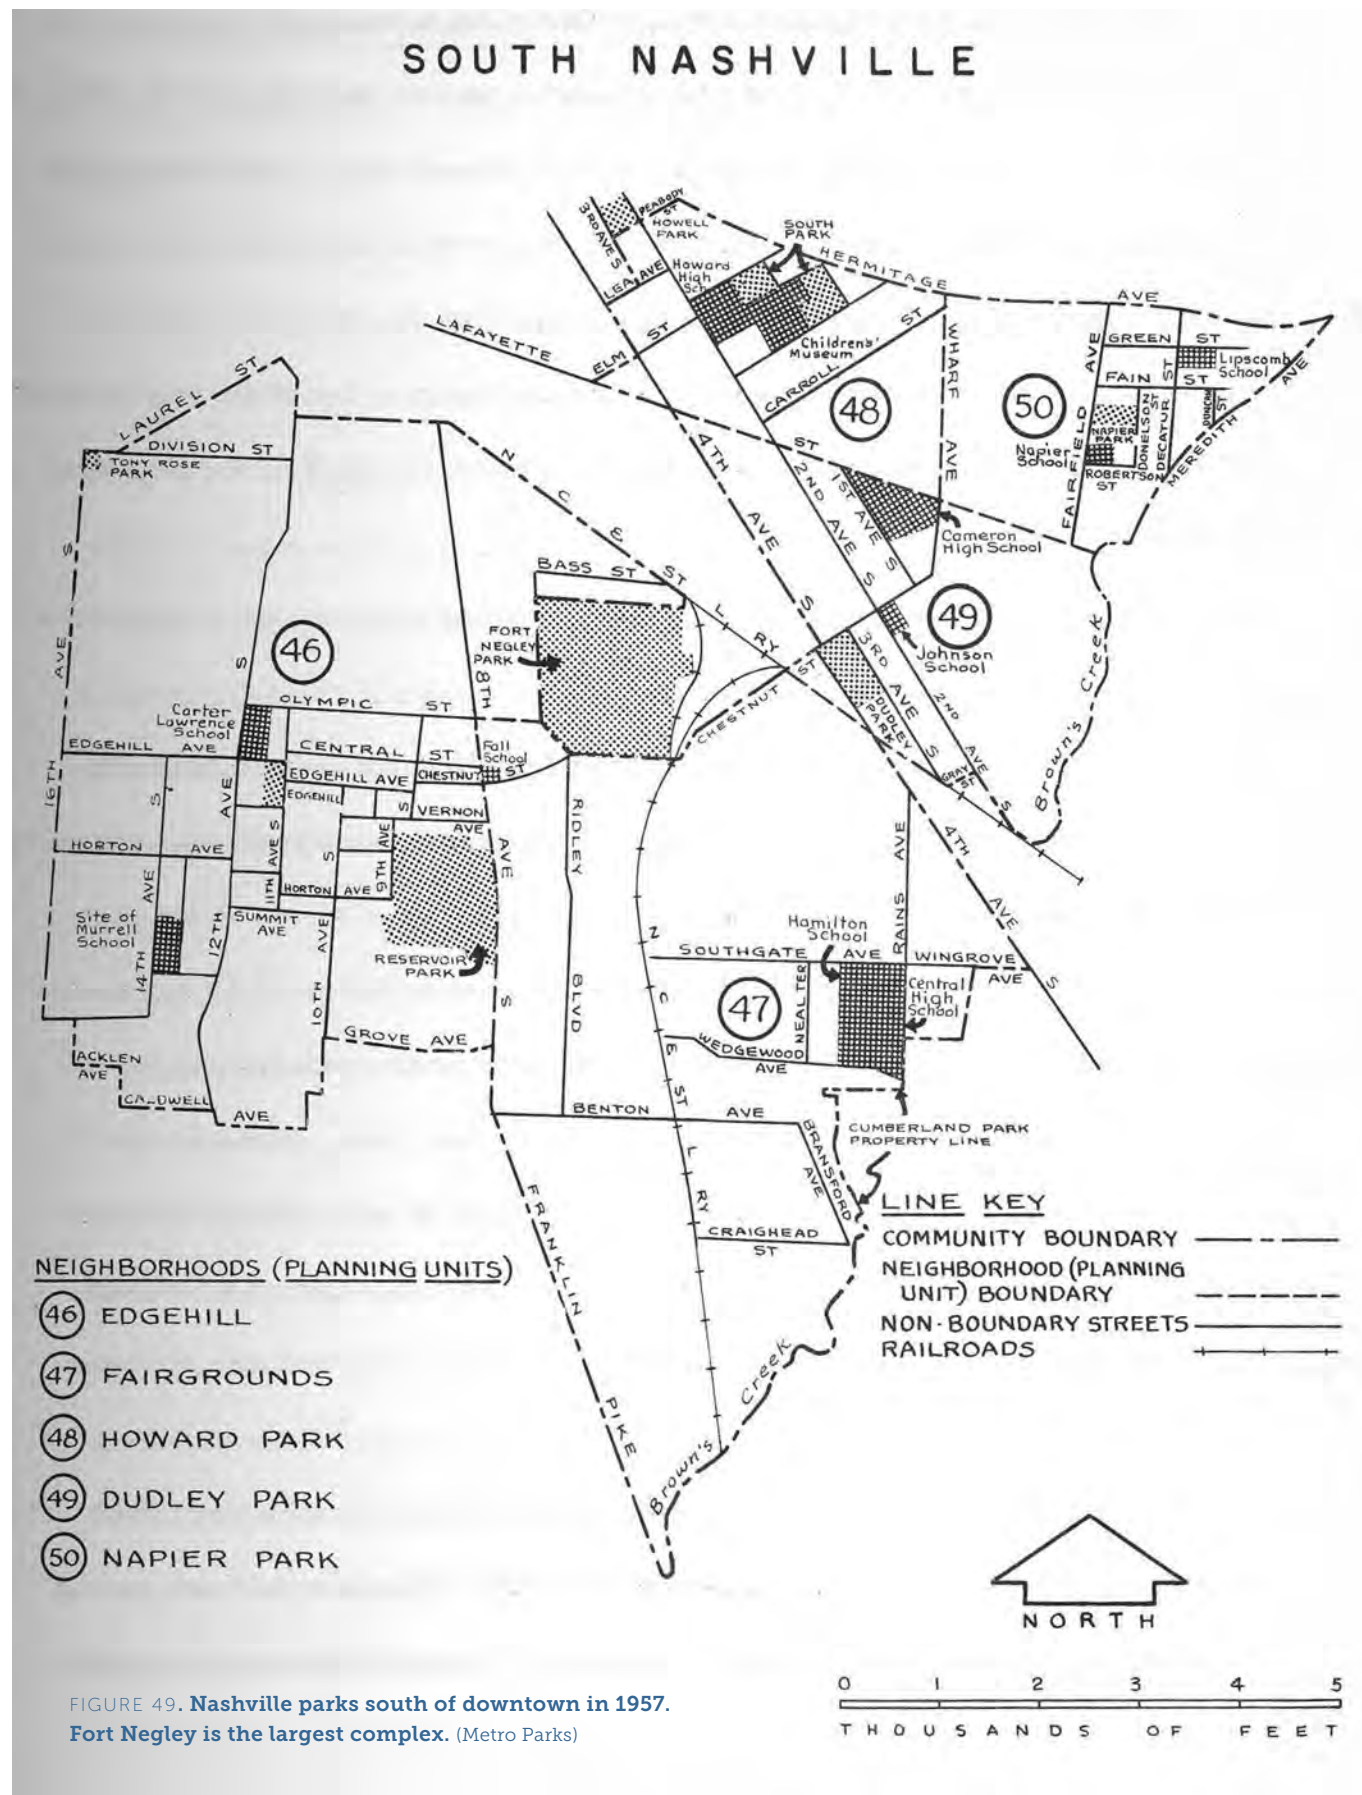 SOUTH NASHVILLE
PEABODY
ST
3RD AVE S
HOWELL
PARK
SOUTH
PARK
HERMITAGE
AVE
LEA AVE
Howard
High
Sch
LAFAYETTE
ST
ELM
ST
Children's
Museum
CARROLL
ST
WHARF
AVE
48
50
FAIRFIELD
AVE
GREEN
ST
Lipscomb
School
FAIN
ST
ST
NAPIER
PARK
DONELSON
ST
DECATUR
ST
DUNCAN
ST
MEREDITH
AVE
Napier
School
ROBERTSON
ST
LAUREL
ST
DIVISION ST
TONY ROSE
PARK
4TH
AVE
S
2ND
AVE
S
1ST
AVE
S
Cameron
High School
N C & ST L RY
BASS ST
FORT
NEGLEY
PARK
46
49
Johnson
School
Brown's Creek
16TH
AVE
S
8TH
AVE
S
CHESTNUT
ST
3RD
AVE
S
DUDLEY
PARK
2ND
AVE
S
GRAY
ST
Carter
Lawrence
School
OLYMPIC
ST
EDGEHILL
AVE
CENTRAL
ST
Fall
School
EDGEHILL AVE
CHESTNUT
ST
EDGEHILL
S
VERNON
AVE
12TH
AVE
S
11TH
AVE S
9TH
AVE
HORTON
AVE
HORTON
AVE
14TH
AVE
S
SUMMIT
AVE
10TH
AVE
S
Site of
Murrell
School
RESERVOIR
PARK
RIDLEY
BLVD
RAINS
AVE
4TH
AVE
S
Hamilton
School
SOUTHGATE
AVE
WINGROVE
AVE
47
NEALTER
Central
High
School
WEDGEWOOD
AVE
N C & ST L RY
GROVE AVE
ACKLEN
AVE
CALDWELL
AVE
BENTON
AVE
BRANSFORD
AVE
CUMBERLAND PARK
PROPERTY LINE
CRAIGHEAD
ST
FRANKLIN
PIKE
Brown's
Creek
LINE KEY
COMMUNITY BOUNDARY
NEIGHBORHOOD (PLANNING
UNIT) BOUNDARY
NON-BOUNDARY STREETS
RAILROADS
NEIGHBORHOODS (PLANNING UNITS)
46 EDGEHILL
47 FAIRGROUNDS
48 HOWARD PARK
49 DUDLEY PARK
50 NAPIER PARK
NORTH
0 1 2 3 4 5
THOUSANDS OF FEET
FIGURE 49. Nashville parks south of downtown in 1957.
Fort Negley is the largest complex. (Metro Parks)